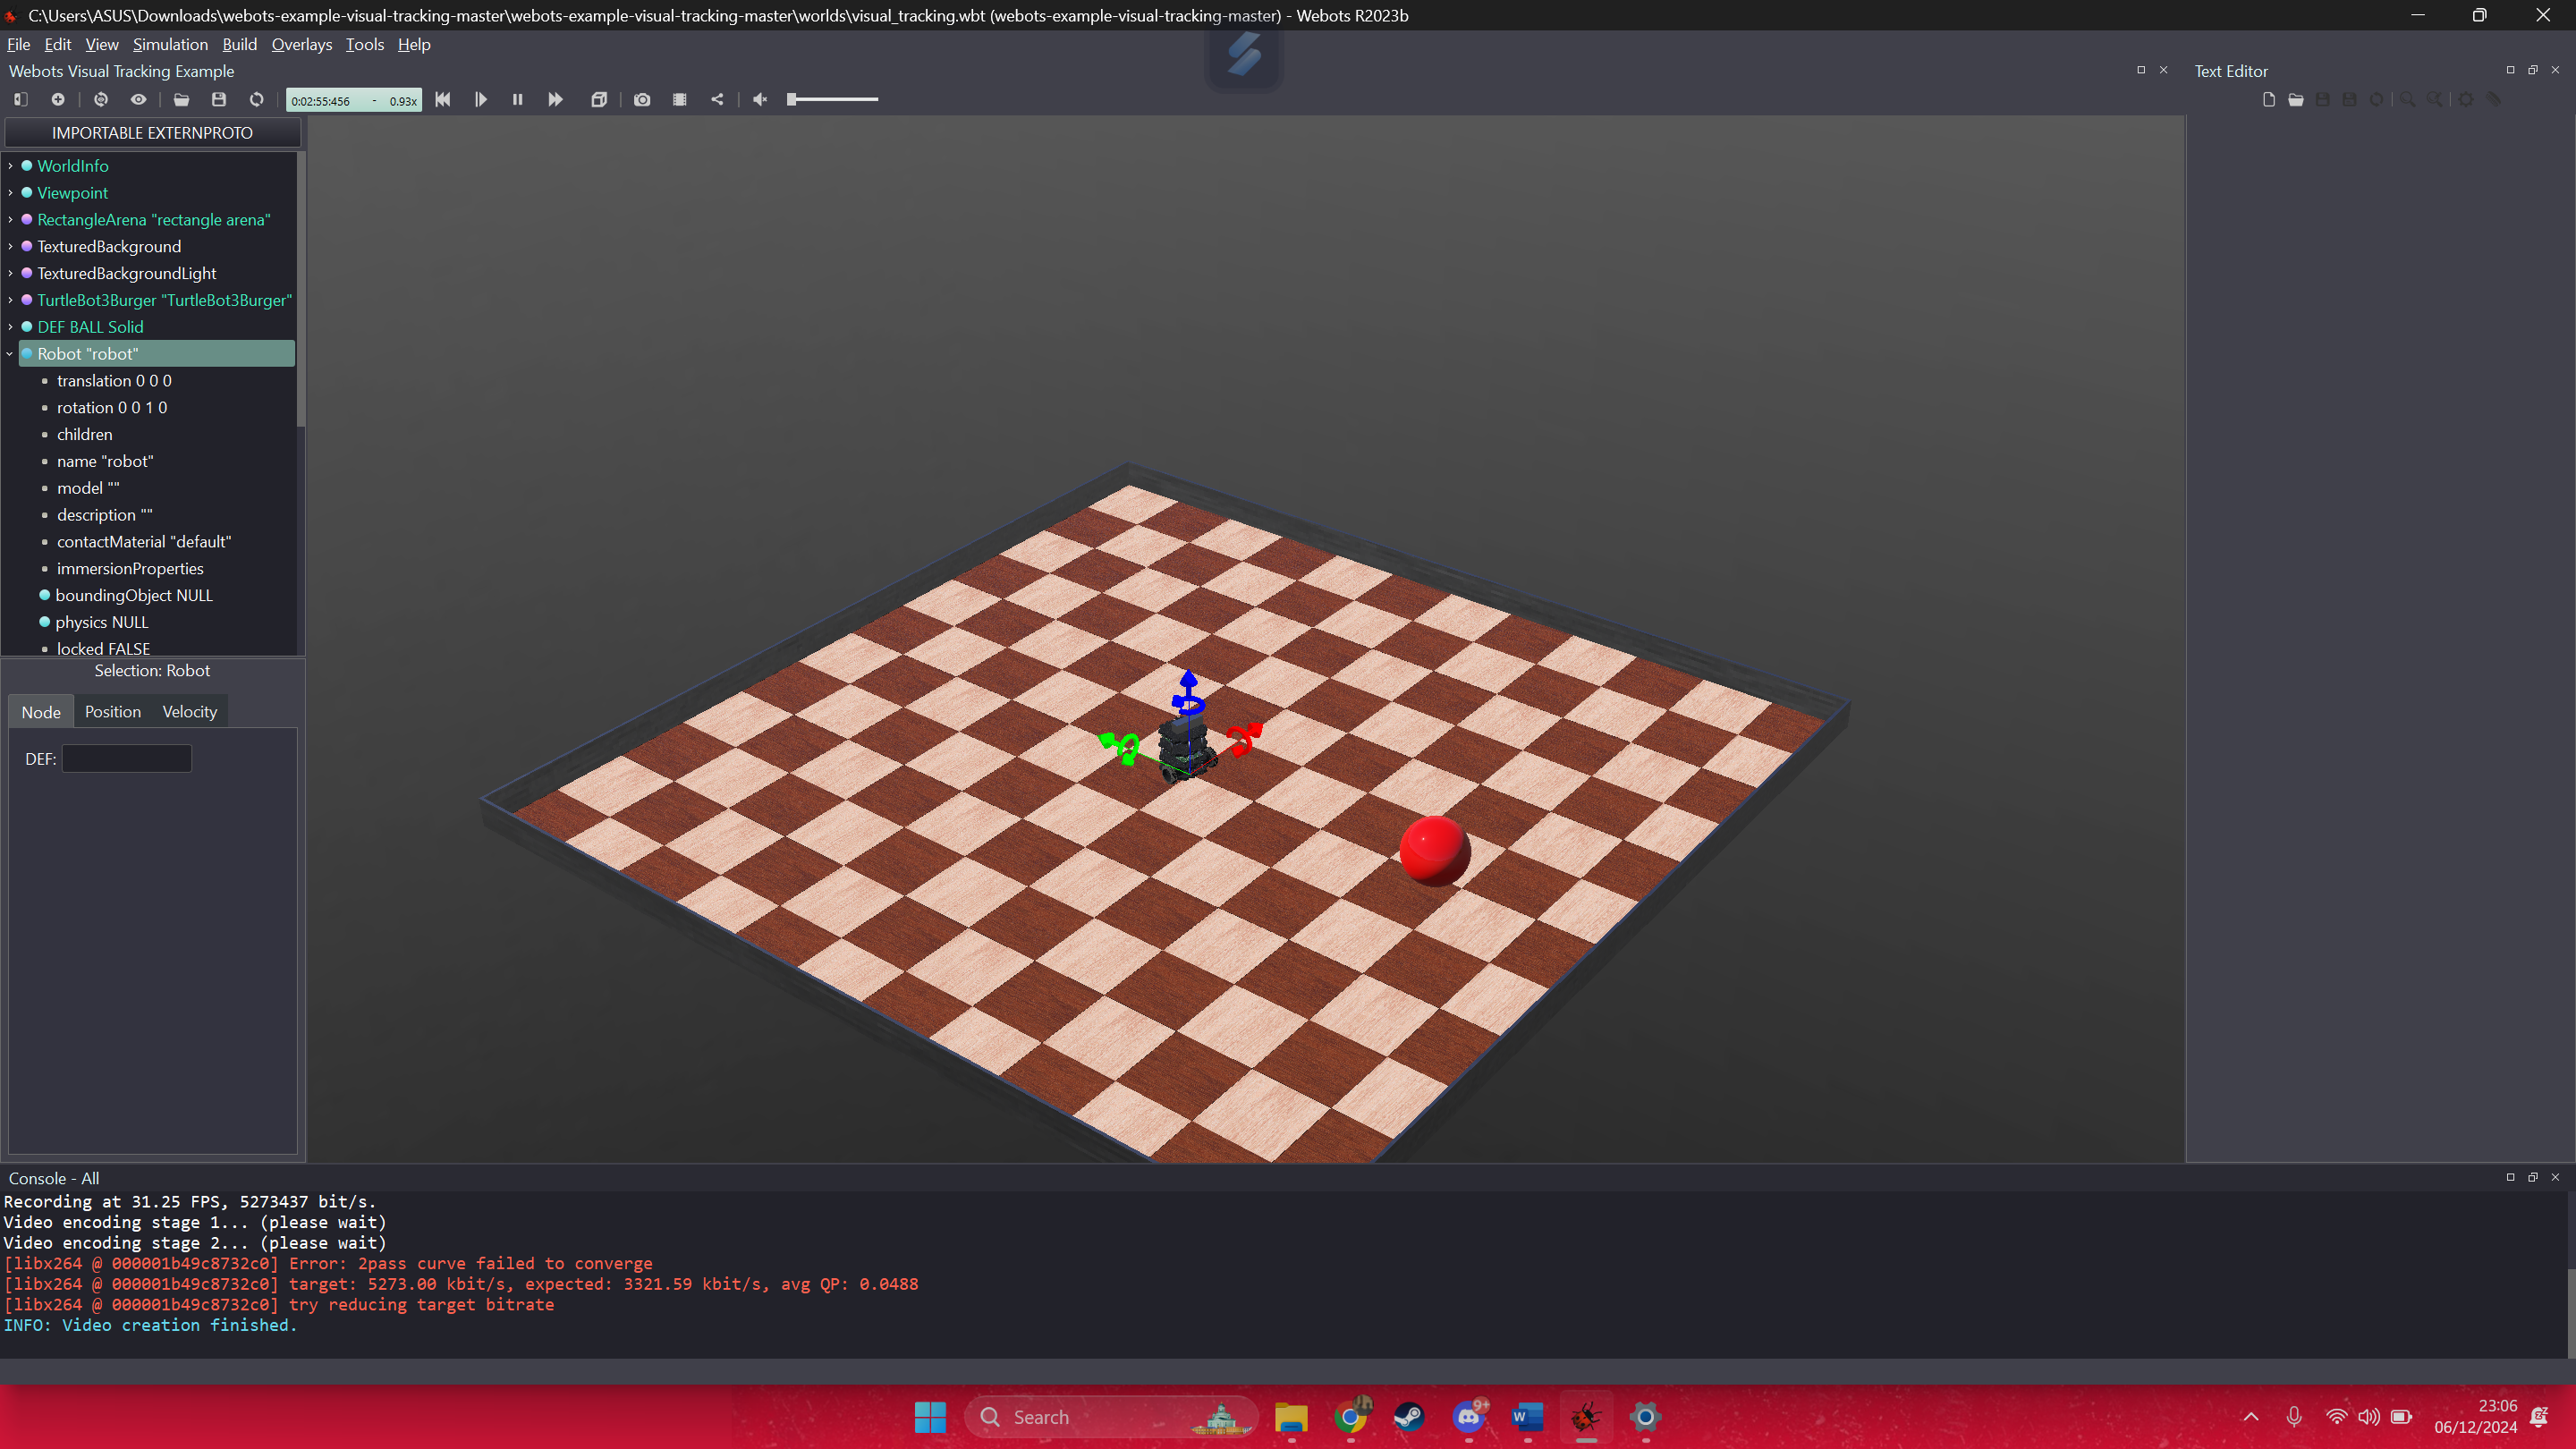 C:\Users\ASUS\Downloads\webots-example-visual-tracking-master\webots-example-visual-tracking-master\worlds\visual_tracking.wbt (webots-example-visual-tracking-master) - Webots R2023b
File Edit View Simulation Build Overlays Tools Help
Webots Visual Tracking Example
Text Editor
0:02:55:456 - 0.93x
IMPORTABLE EXTERNPROTO
WorldInfo
Viewpoint
RectangleArena "rectangle arena"
TexturedBackground
TexturedBackgroundLight
TurtleBot3Burger "TurtleBot3Burger"
DEF BALL Solid
Robot "robot"
translation 0 0 0
rotation 0 0 1 0
children
name "robot"
model ""
description ""
contactMaterial "default"
immersionProperties
boundingObject NULL
physics NULL
locked FALSE
Selection: Robot
Node Position Velocity
DEF:
Console - All
Recording at 31.25 FPS, 5273437 bit/s.
Video encoding stage 1... (please wait)
Video encoding stage 2... (please wait)
[libx264 @ 000001b49c8732c0] Error: 2pass curve failed to converge
[libx264 @ 000001b49c8732c0] target: 5273.00 kbit/s, expected: 3321.59 kbit/s, avg QP: 0.0488
[libx264 @ 000001b49c8732c0] try reducing target bitrate
INFO: Video creation finished.
Search
9+
W
23:06
06/12/2024